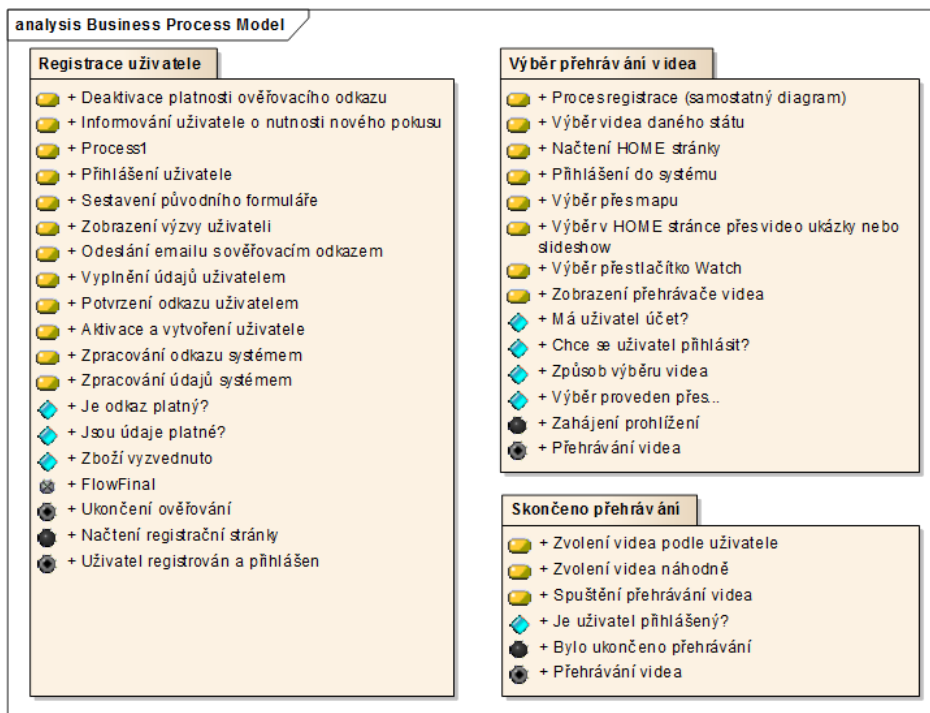 analysis Business Process Model
Registrace uživatele
+ Deaktivace platnosti ověřovacího odkazu
+ Informování uživatele o nutnosti nového pokusu
+ Process1
+ Přihlášení uživatele
+ Sestavení původního formuláře
+ Zobrazení výzvy uživateli
+ Odeslání emailu s ověřovacím odkazem
+ Vyplnění údajů uživatelem
+ Potvrzení odkazu uživatelem
+ Aktivace a vytvoření uživatele
+ Zpracování odkazu systémem
+ Zpracování údajů systémem
+ Je odkaz platný?
+ Jsou údaje platné?
+ Zboží vyzvednuto
+ FlowFinal
+ Ukončení ověřování
+ Načtení registrační stránky
+ Uživatel registrován a přihlášen
Výběr přehrávání videa
+ Proces registrace (samostatný diagram)
+ Výběr videa daného státu
+ Načtení HOME stránky
+ Přihlášení do systému
+ Výběr přes mapu
+ Výběr v HOME stránce přes video ukázky nebo
slideshow
+ Výběr přes tlačítko Watch
+ Zobrazení přehrávače videa
+ Má uživatel účet?
+ Chce se uživatel přihlásit?
+ Způsob výběru videa
+ Výběr proveden přes...
+ Zahájení prohlížení
+ Přehrávání videa
Skončeno přehrávání
+ Zvolení videa podle uživatele
+ Zvolení videa náhodně
+ Spuštění přehrávání videa
+ Je uživatel přihlášený?
+ Bylo ukončeno přehrávání
+ Přehrávání videa